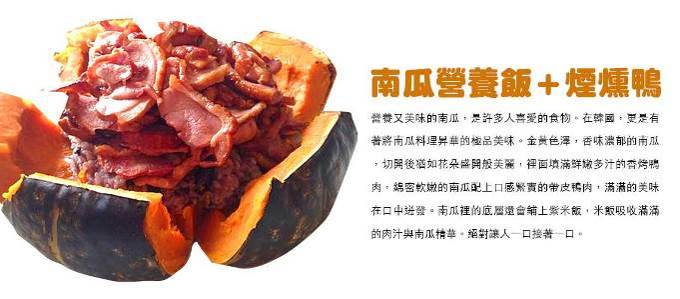 南瓜營養飯＋煙燻鴨
營養又美味的南瓜，是許多人喜愛的食物。在韓國，更是有
著將南瓜料理昇華的極品美味。金黃色澤，香味濃郁的南瓜
，切開後猶如花朵盛開般美麗，裡面填滿鮮嫩多汁的香烤鴨
肉。綿密軟嫩的南瓜配上口感緊實的帶皮鴨肉，滿滿的美味
在口中迸發。南瓜裡的底層還會鋪上紫米飯，米飯吸收滿滿
的肉汁與南瓜精華。絕對讓人一口接著一口。